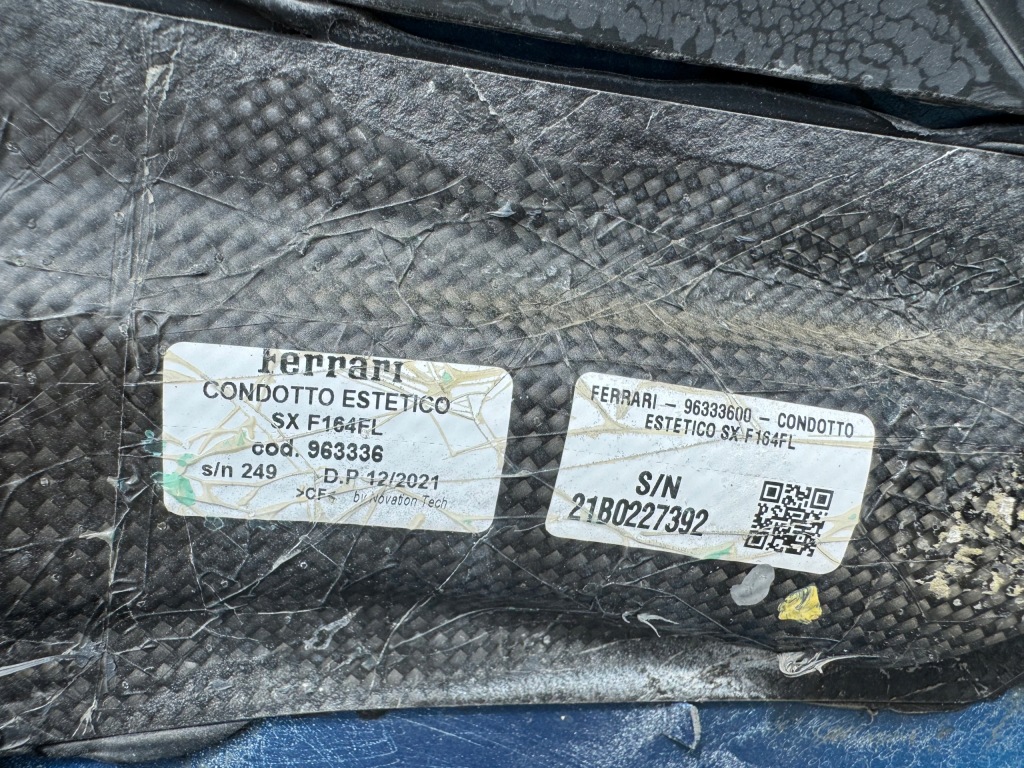 Ferrari
CONDOTTO ESTETICO
SX F164FL
cod. 963336
s/n 249 D.P 12/2021
>CF< by Novation Tech
FERRARI - 96333600 - CONDOTTO
ESTETICO SX F164FL
S/N
21B0227392